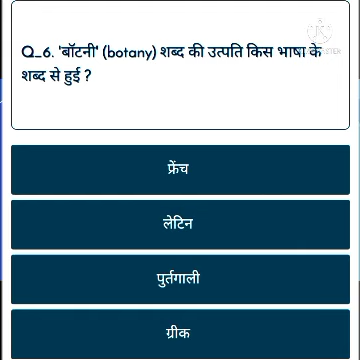 Q_6. 'बॉटनी' (botany) शब्द की उत्पति किस भाषा के
शब्द से हुई ?
फ्रेंच
लेटिन
पुर्तगाली
ग्रीक